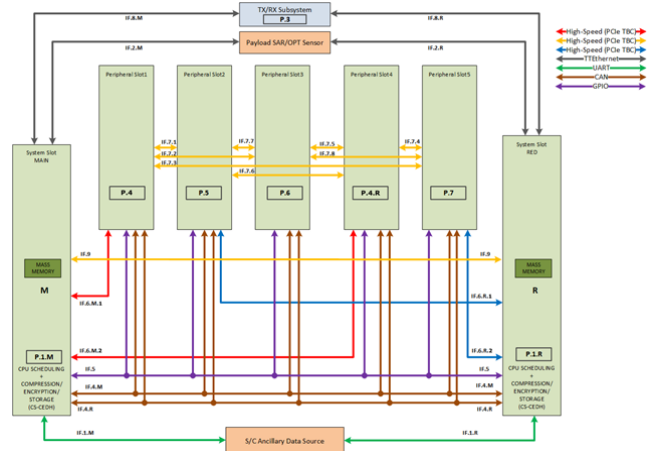 TX/RX Subsystem
P.3
IF.8.M
IF.8.R
Payload SAR/OPT Sensor
IF.2.M
IF.2.R
High-Speed (PCIe TBC)
High-Speed (PCIe TBC)
High-Speed (PCIe TBC)
TTEthernet
UART
CAN
GPIO
Peripheral Slot1
Peripheral Slot2
Peripheral Slot3
Peripheral Slot4
Peripheral Slot5
System Slot
MAIN
System Slot
RED
IF.7.1
IF.7.7
IF.7.5
IF.7.4
IF.7.2
IF.7.8
IF.7.3
IF.7.6
P.4
P.5
P.6
P.4.R
P.7
IF.9
IF.9
MASS
MEMORY
M
MASS
MEMORY
R
IF.6.M.1
IF.6.R.1
IF.6.M.2
IF.6.R.2
P.1.M
CPU SCHEDULING
+
COMPRESSION/
ENCRYPTION/
STORAGE
(CS-CEDH)
P.1.R
CPU SCHEDULING
+
COMPRESSION/
ENCRYPTION/
STORAGE
(CS-CEDH)
IF.5
IF.5
IF.4.M
IF.4.M
IF.4.R
IF.4.R
IF.1.M
IF.1.R
S/C Ancillary Data Source